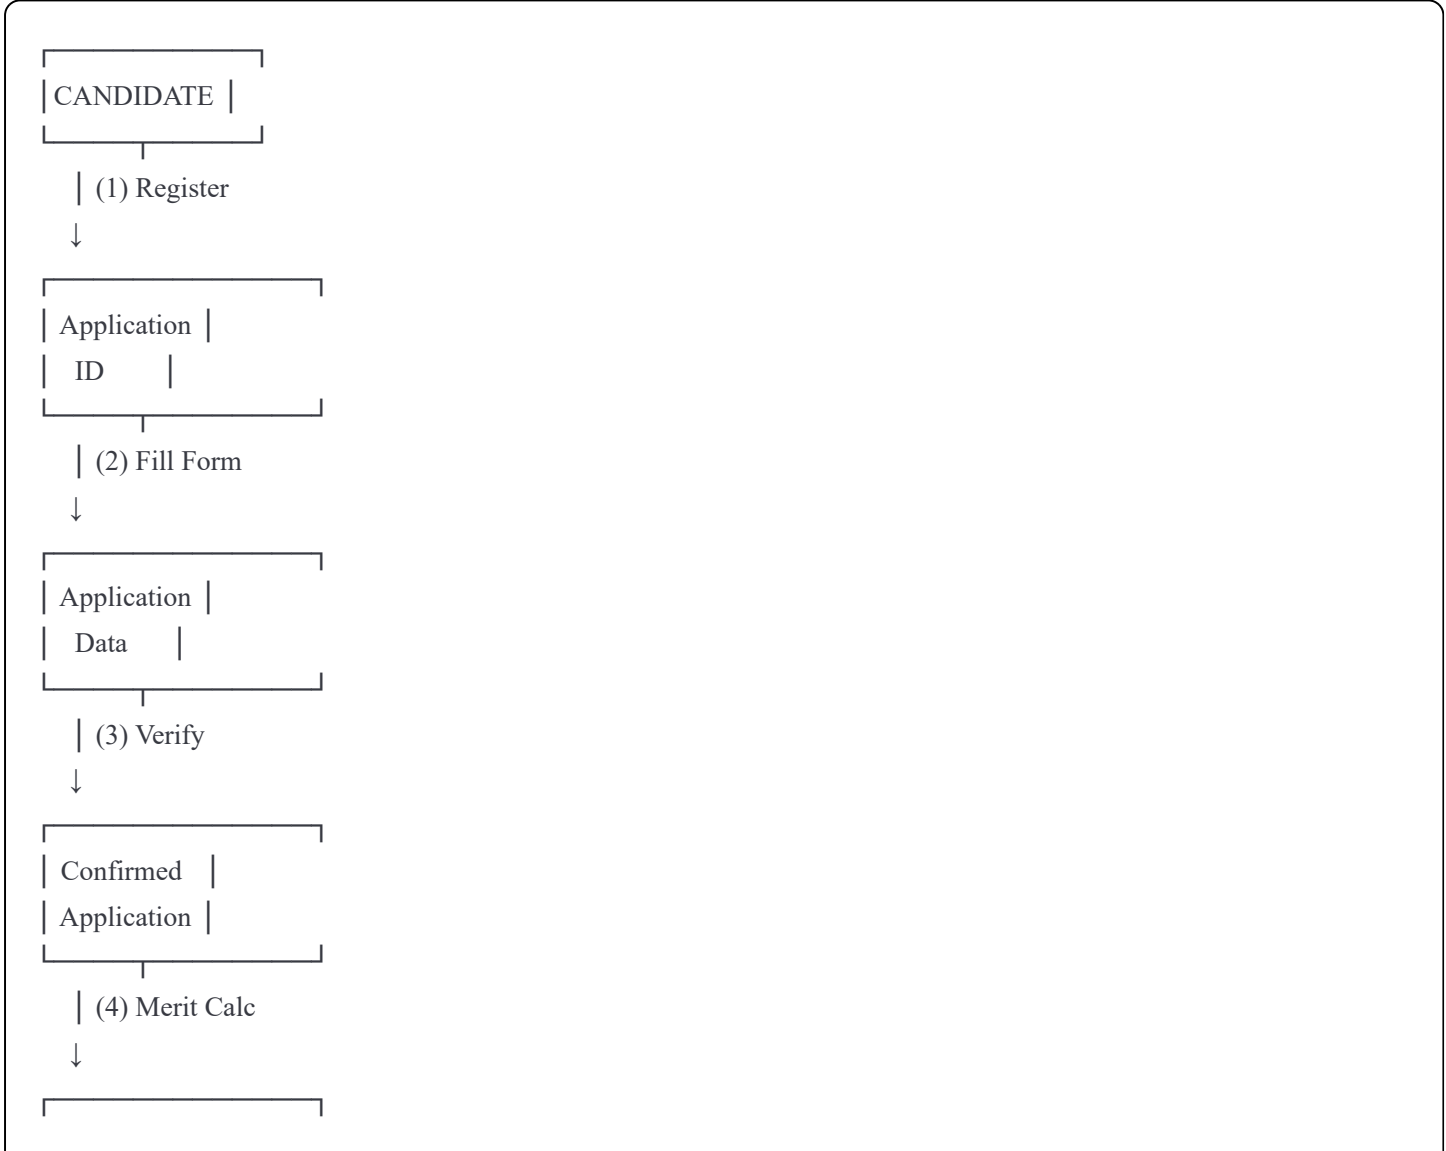 ┌───────────┐
│CANDIDATE │
└────┬──────┘
│ (1) Register
↓
┌──────────────┐
│ Application │
│ ID │
└────┬─────────┘
│ (2) Fill Form
↓
┌──────────────┐
│ Application │
│ Data │
└────┬─────────┘
│ (3) Verify
↓
┌──────────────┐
│ Confirmed │
│ Application │
└────┬─────────┘
│ (4) Merit Calc
↓
┌──────────────┐